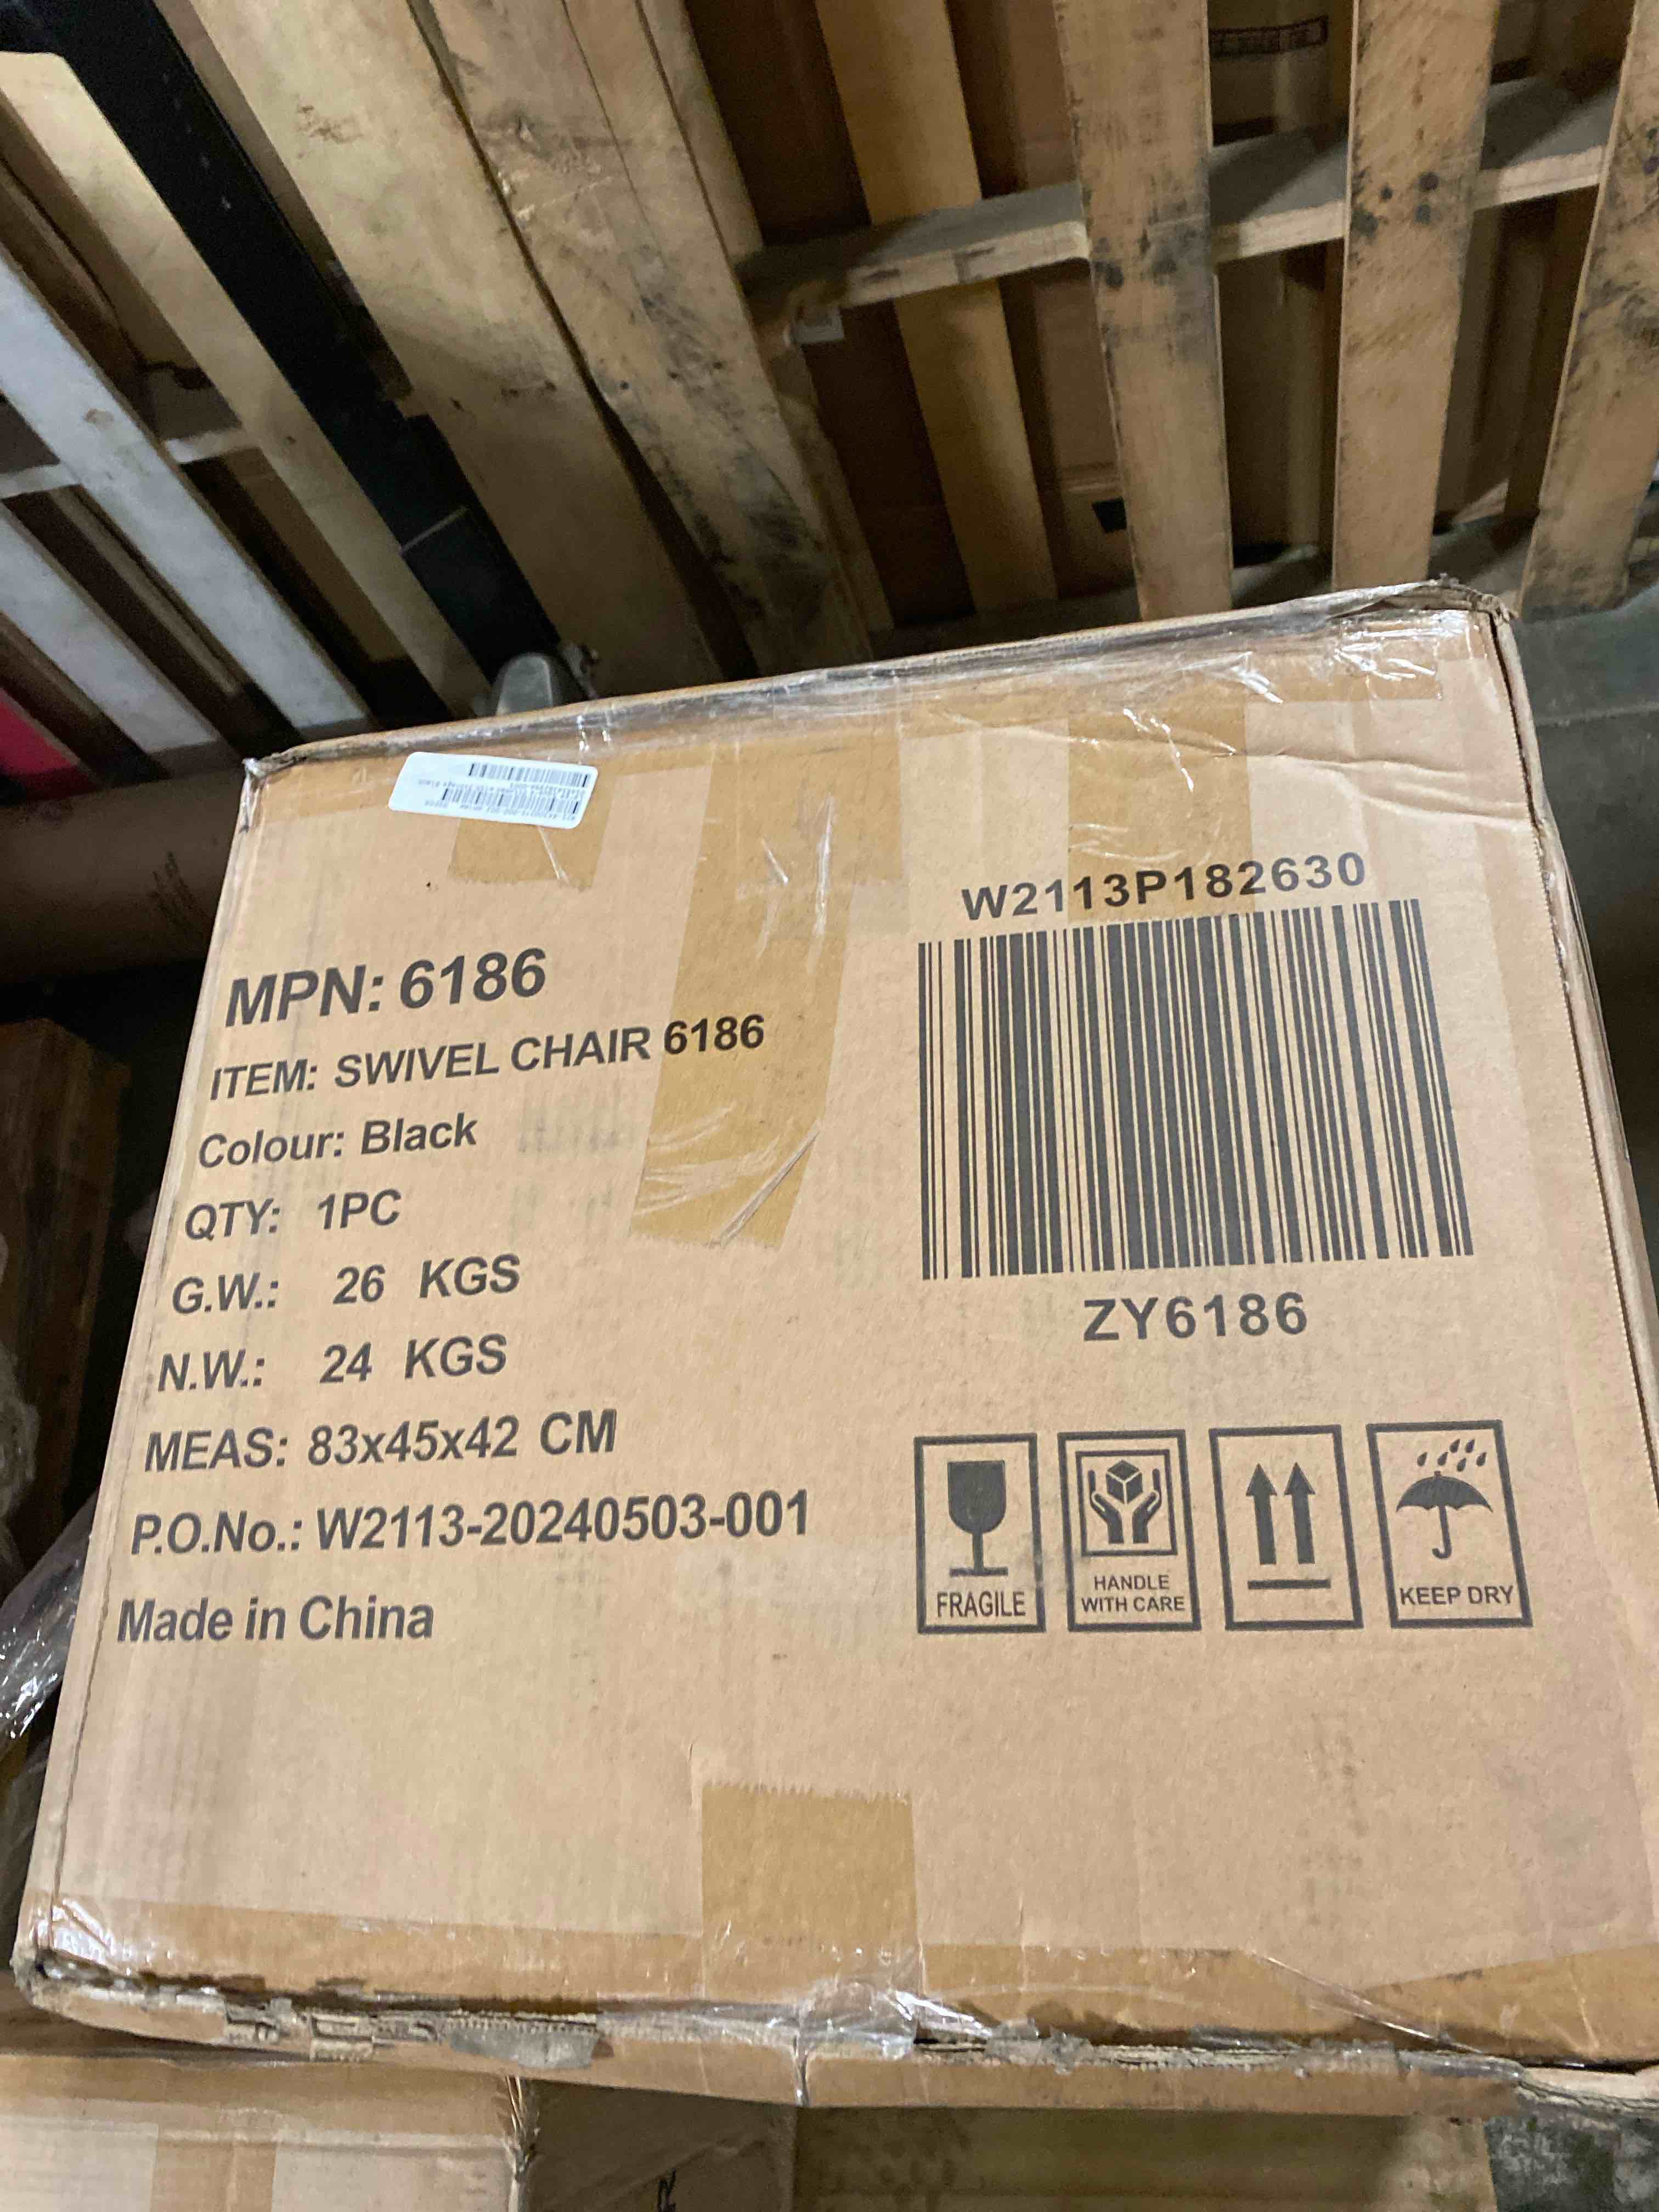 W2113P182630
MPN: 6186
ITEM: SWIVEL CHAIR 6186
Colour: Black
QTY: 1PC
G.W.: 26 KGS
N.W.: 24 KGS
MEAS: 83x45x42 CM
P.O.No.: W2113-20240503-001
Made in China
ZY6186
FRAGILE
HANDLE
WITH CARE
KEEP DRY
R